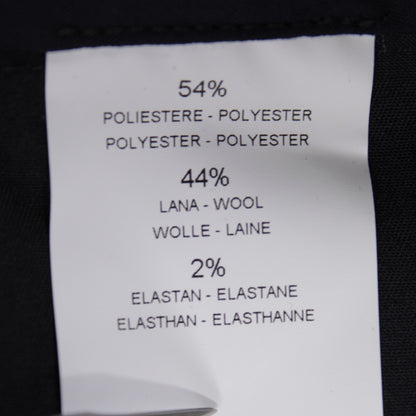 54%
POLIESTERE - POLYESTER
POLYESTER - POLYESTER
44%
LANA - WOOL
WOLLE - LAINE
2%
ELASTAN - ELASTANE
ELASTHAN - ELASTHANNE